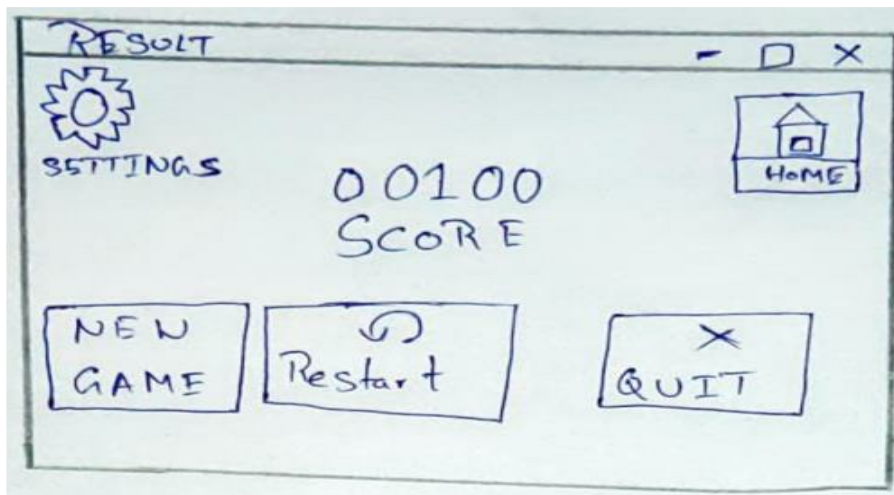 RESULT
SETTINGS
HOME
00100
SCORE
NEW
GAME
Restart
QUIT